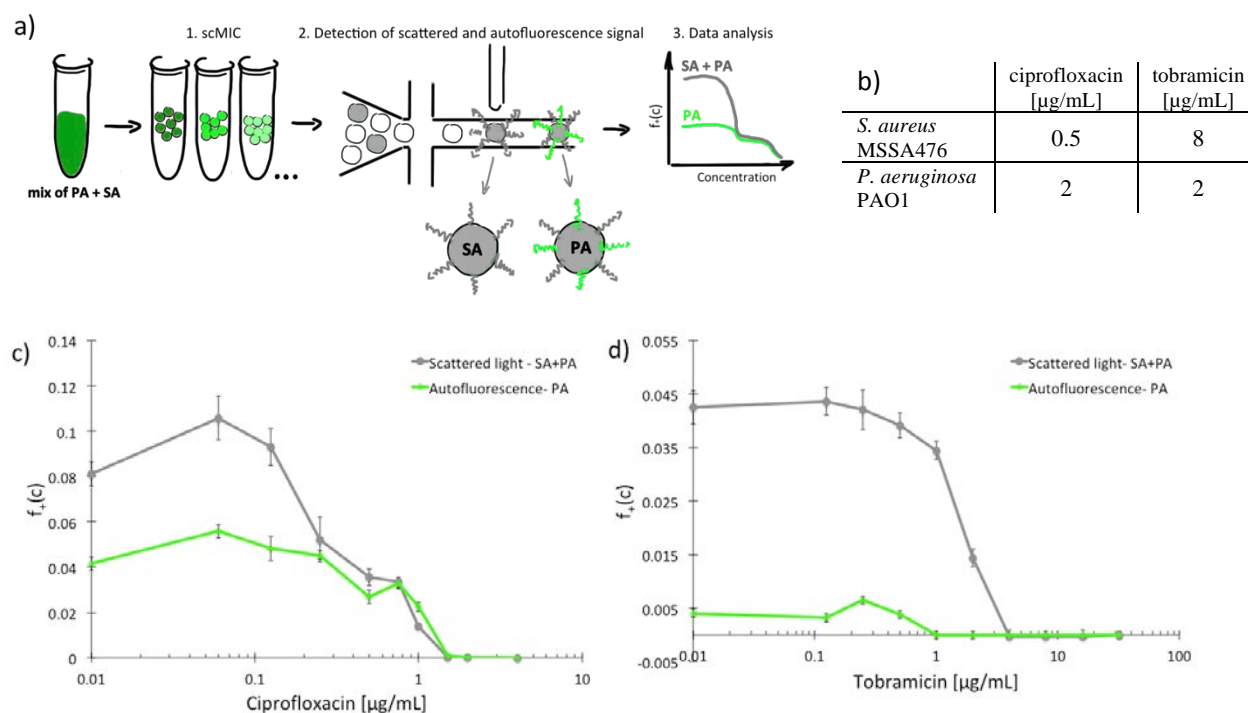 a)
1. scMIC
2. Detection of scattered and autofluorescence signal
3. Data analysis
mix of PA + SA
...
SA
PA
SA + PA
PA
f₊(c)
Concentration
b)
ciprofloxacin [µg/mL]
tobramicin [µg/mL]
S. aureus MSSA476
0.5
8
P. aeruginosa PAO1
2
2
c)
0.14
0.12
0.1
0.08
0.06
0.04
0.02
0
f₊(c)
Scattered light - SA+PA
Autofluorescence- PA
0.01
0.1
1
10
Ciprofloxacin [µg/mL]
d)
0.055
0.045
0.035
0.025
0.015
0.005
-0.005
f₊(c)
Scattered light- SA+PA
Autofluorescence- PA
0.01
0.1
1
10
100
Tobramicin [µg/mL]